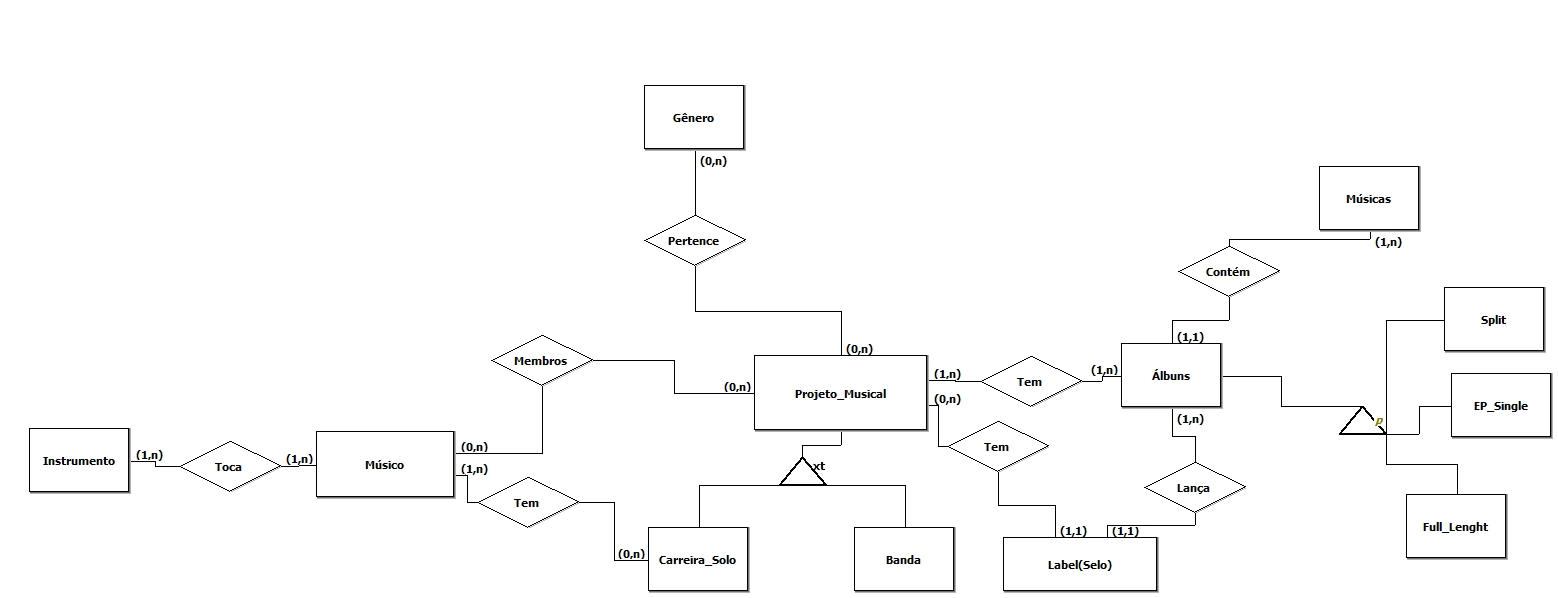 Gênero
(0,n)
Pertence
(0,n)
Músicas
(1,n)
Contém
(1,1)
Split
Membros
(0,n)
Projeto_Musical
(1,n)
(0,n)
Tem
(1,n)
Álbuns
(1,n)
EP_Single
p
Instrumento
(1,n)
Toca
(1,n)
Músico
(0,n)
(1,n)
Tem
(0,n)
xt
Tem
Lança
(1,1)
(1,1)
Carreira_Solo
Banda
Label(Selo)
Full_Lenght